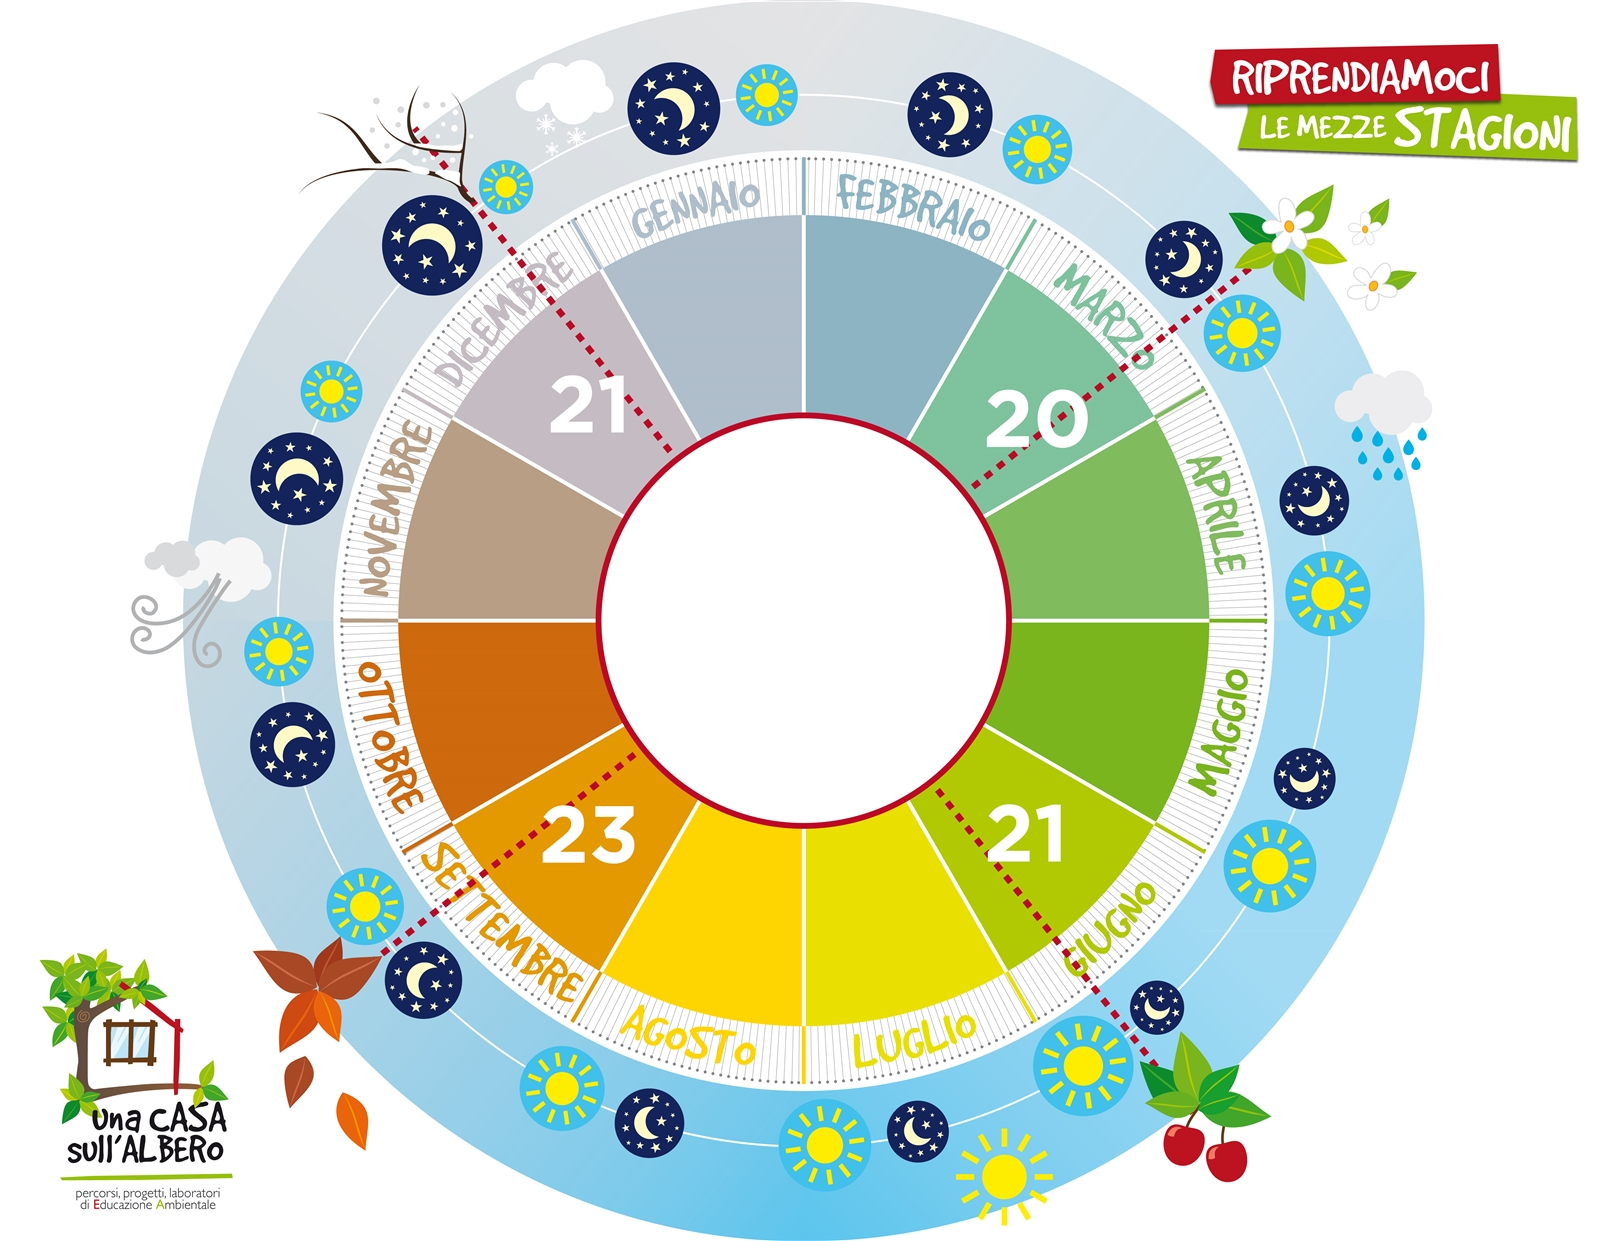 RIPRENDIAMOCI
LE MEZZE STAGIONI
GENNAIO
FEBBRAIO
MARZO
APRILE
MAGGIO
GIUGNO
LUGLIO
AGOSTO
SETTEMBRE
OTTOBRE
NOVEMBRE
DICEMBRE
21
20
21
23
una CASA
sull'ALBERO
percorsi, progetti, laboratori
di Educazione Ambientale